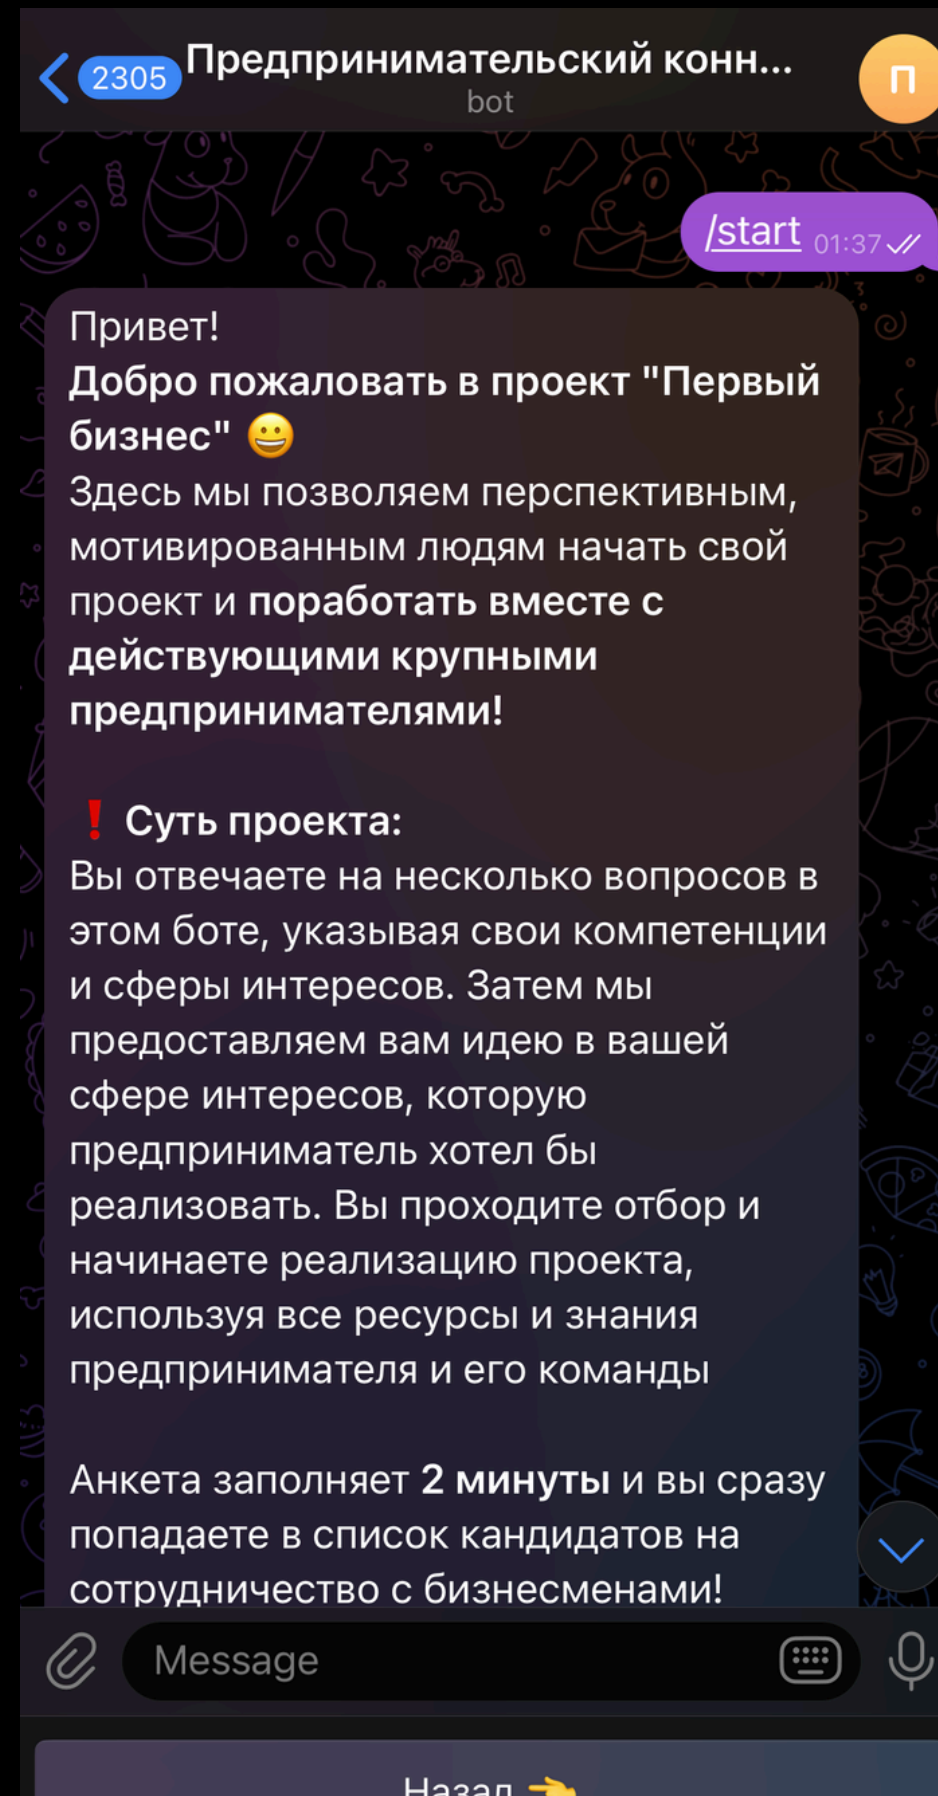 2305
Предпринимательский конн...
bot
П
/start 01:37
Привет!
Добро пожаловать в проект "Первый
бизнес" 😀
Здесь мы позволяем перспективным,
мотивированным людям начать свой
проект и поработать вместе с
действующими крупными
предпринимателями!
❗ Суть проекта:
Вы отвечаете на несколько вопросов в
этом боте, указывая свои компетенции
и сферы интересов. Затем мы
предоставляем вам идею в вашей
сфере интересов, которую
предприниматель хотел бы
реализовать. Вы проходите отбор и
начинаете реализацию проекта,
используя все ресурсы и знания
предпринимателя и его команды
Анкета заполняет 2 минуты и вы сразу
попадаете в список кандидатов на
сотрудничество с бизнесменами!
Message
Назад 👈